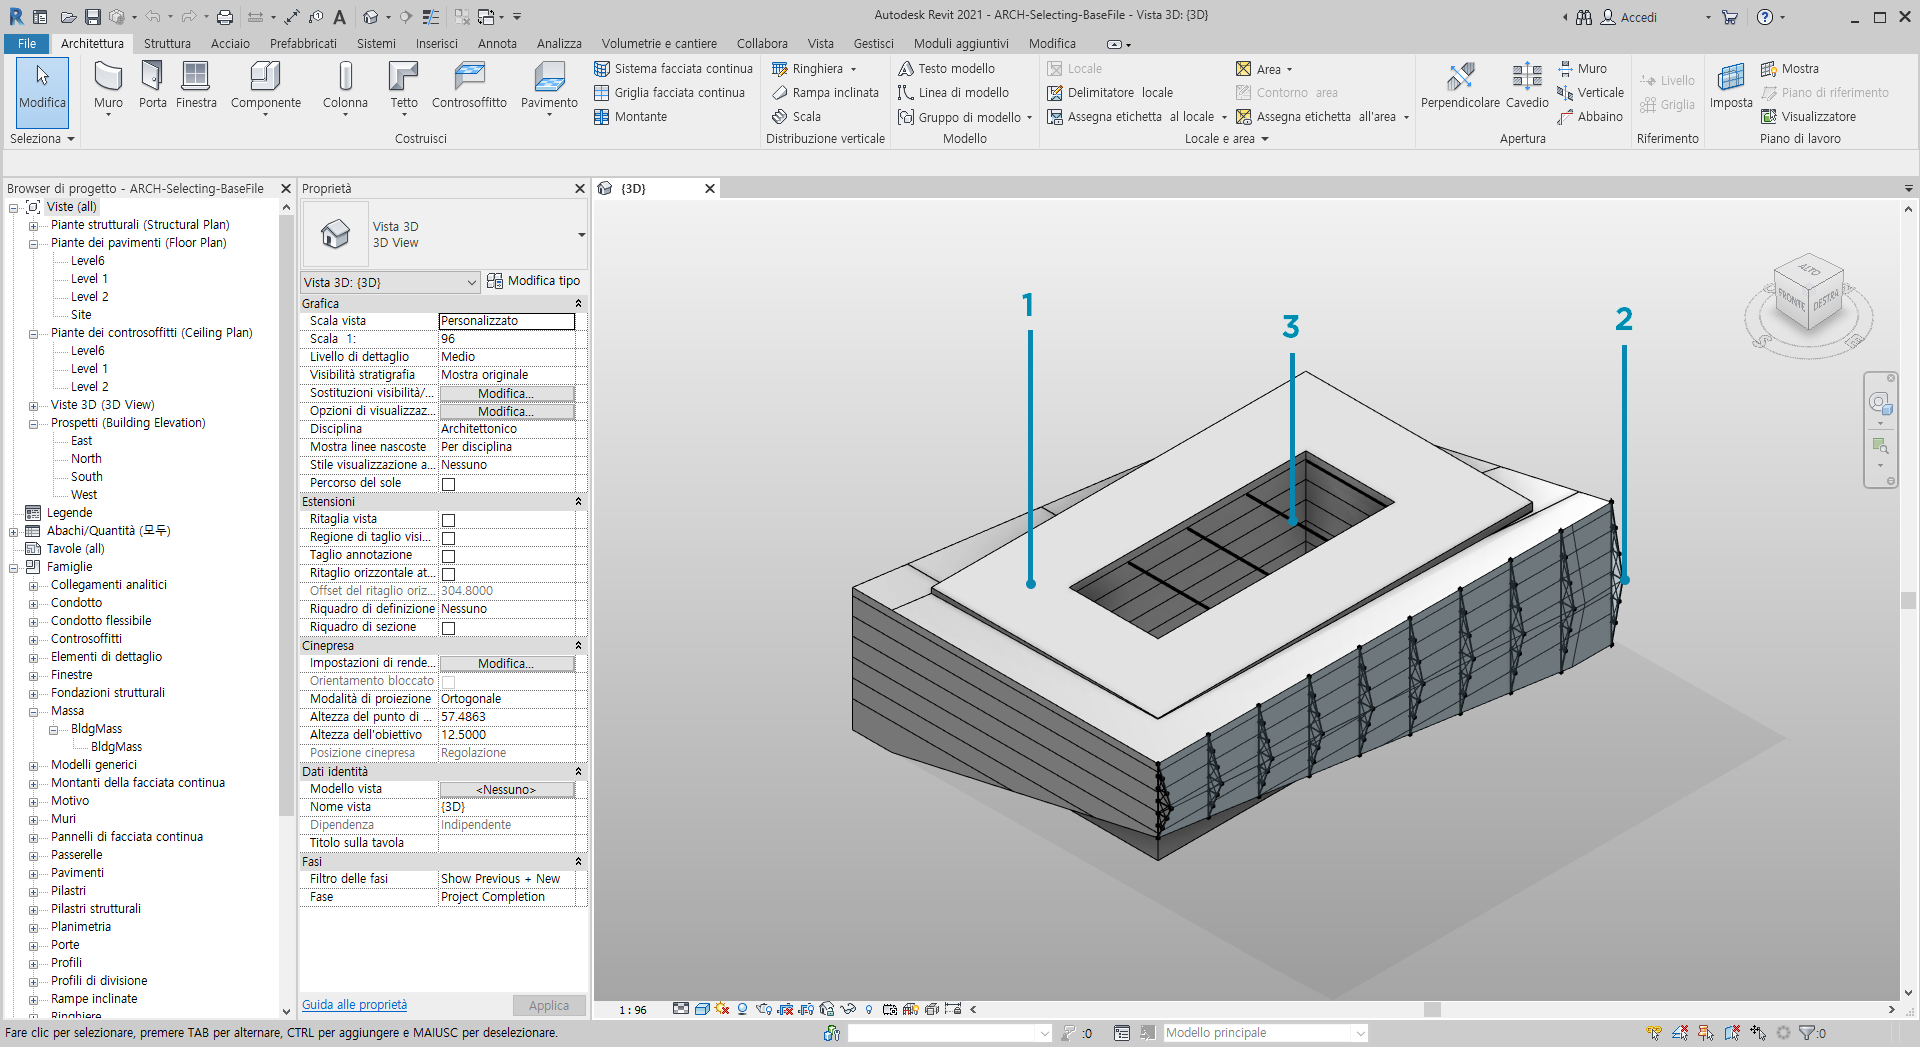 Autodesk Revit 2021 - ARCH-Selecting-BaseFile - Vista 3D: {3D}
Accedi
File Architettura Struttura Acciaio Prefabbricati Sistemi Inserisci Annota Analizza Volumetrie e cantiere Collabora Vista Gestisci Moduli aggiuntivi Modifica
Modifica
Muro
Porta
Finestra
Componente
Colonna
Tetto
Controsoffitto
Pavimento
Sistema facciata continua
Griglia facciata continua
Montante
Ringhiera
Rampa inclinata
Scala
Testo modello
Linea di modello
Gruppo di modello
Locale
Delimitatore locale
Assegna etichetta al locale
Area
Contorno area
Assegna etichetta all'area
Perpendicolare
Cavedio
Muro
Verticale
Abbaino
Livello
Griglia
Imposta
Mostra
Piano di riferimento
Visualizzatore
Seleziona
Costruisci
Distribuzione verticale
Modello
Locale e area
Apertura
Riferimento
Piano di lavoro
Browser di progetto - ARCH-Selecting-BaseFile
Viste (all)
Piante strutturali (Structural Plan)
Piante dei pavimenti (Floor Plan)
Level6
Level 1
Level 2
Site
Piante dei controsoffitti (Ceiling Plan)
Level6
Level 1
Level 2
Viste 3D (3D View)
Prospetti (Building Elevation)
East
North
South
West
Legende
Abachi/Quantità (모두)
Tavole (all)
Famiglie
Collegamenti analitici
Condotto
Condotto flessibile
Controsoffitti
Elementi di dettaglio
Finestre
Fondazioni strutturali
Massa
BldgMass
BldgMass
Modelli generici
Montanti della facciata continua
Motivo
Muri
Pannelli di facciata continua
Passerelle
Pavimenti
Pilastri
Pilastri strutturali
Planimetria
Porte
Profili
Profili di divisione
Rampe inclinate
Ringhiere
Proprietà
Vista 3D
3D View
Vista 3D: {3D}
Modifica tipo
Grafica
Scala vista Personalizzato
Scala 1: 96
Livello di dettaglio Medio
Visibilità stratigrafia Mostra originale
Sostituzioni visibilità/... Modifica...
Opzioni di visualizzaz... Modifica...
Disciplina Architettonico
Mostra linee nascoste Per disciplina
Stile visualizzazione a... Nessuno
Percorso del sole
Estensioni
Ritaglia vista
Regione di taglio visi...
Taglio annotazione
Ritaglio orizzontale at...
Offset del ritaglio oriz... 304.8000
Riquadro di definizione Nessuno
Riquadro di sezione
Cinepresa
Impostazioni di rende... Modifica...
Orientamento bloccato
Modalità di proiezione Ortogonale
Altezza del punto di ... 57.4863
Altezza dell'obiettivo 12.5000
Posizione cinepresa Regolazione
Dati identità
Modello vista <Nessuno>
Nome vista {3D}
Dipendenza Indipendente
Titolo sulla tavola
Fasi
Filtro delle fasi Show Previous + New
Fase Project Completion
Guida alle proprietà
Applica
{3D}
1
3
2
ALTO
FRONTE
DESTRA
1 : 96
Fare clic per selezionare, premere TAB per alternare, CTRL per aggiungere e MAIUSC per deselezionare.
:0
Modello principale
:0